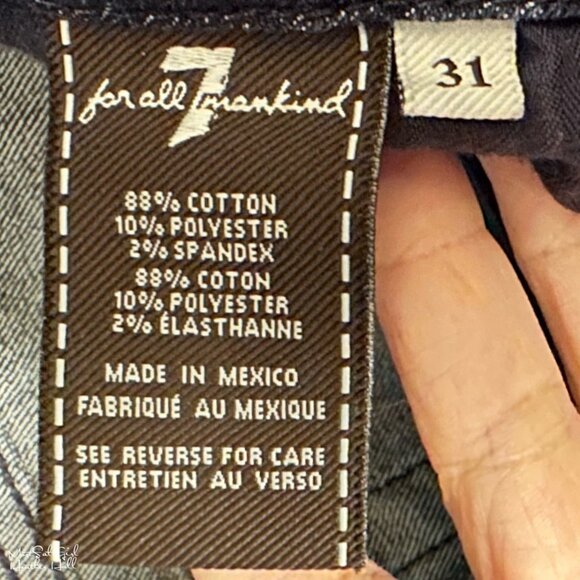 7
for all mankind
31
88% COTTON
10% POLYESTER
2% SPANDEX
88% COTON
10% POLYESTER
2% ÉLASTHANNE
MADE IN MEXICO
FABRIQUÉ AU MEXIQUE
SEE REVERSE FOR CARE
ENTRETIEN AU VERSO